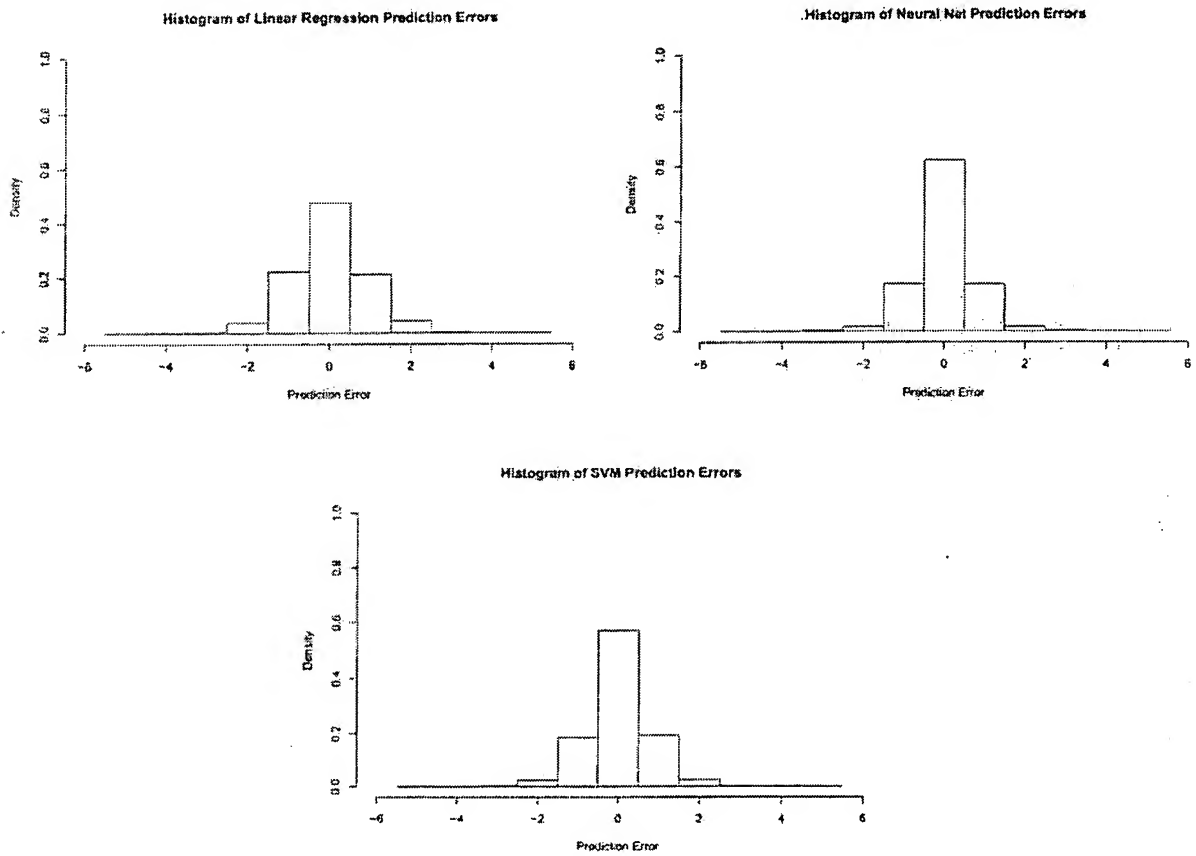 Histogram of Linear Regression Prediction Errors
1.0
0.8
0.6
0.4
0.2
0.0
Density
-6 -4 -2 0 2 4 6
Prediction Error
Histogram of Neural Net Prediction Errors
1.0
0.8
0.6
0.4
0.2
0.0
Density
-6 -4 -2 0 2 4 6
Prediction Error
Histogram of SVM Prediction Errors
1.0
0.8
0.6
0.4
0.2
0.0
Density
-6 -4 -2 0 2 4 6
Prediction Error